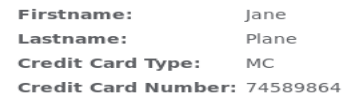 Firstname: Jane
Lastname: Plane
Credit Card Type: MC
Credit Card Number: 74589864